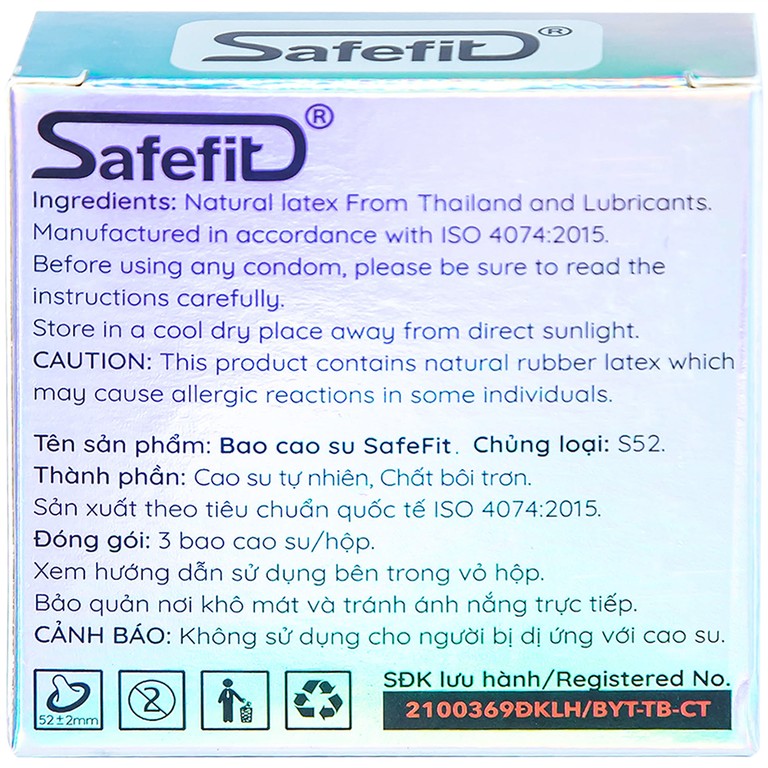 Safefit®
Safefit®
Ingredients: Natural latex From Thailand and Lubricants.
Manufactured in accordance with ISO 4074:2015.
Before using any condom, please be sure to read the
instructions carefully.
Store in a cool dry place away from direct sunlight.
CAUTION: This product contains natural rubber latex which
may cause allergic reactions in some individuals.
Tên sản phẩm: Bao cao su SafeFit. Chủng loại: S52.
Thành phần: Cao su tự nhiên, Chất bôi trơn.
Sản xuất theo tiêu chuẩn quốc tế ISO 4074:2015.
Đóng gói: 3 bao cao su/hộp.
Xem hướng dẫn sử dụng bên trong vỏ hộp.
Bảo quản nơi khô mát và tránh ánh nắng trực tiếp.
CẢNH BÁO: Không sử dụng cho người bị dị ứng với cao su.
SĐK lưu hành/Registered No.
52±2mm 2 2100369ĐKLH/BYT-TB-CT